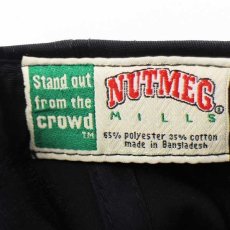 Stand out
from the
crowd
TM
NUTMEG
®
MILLS
65% polyester 35% cotton
made in Bangladesh